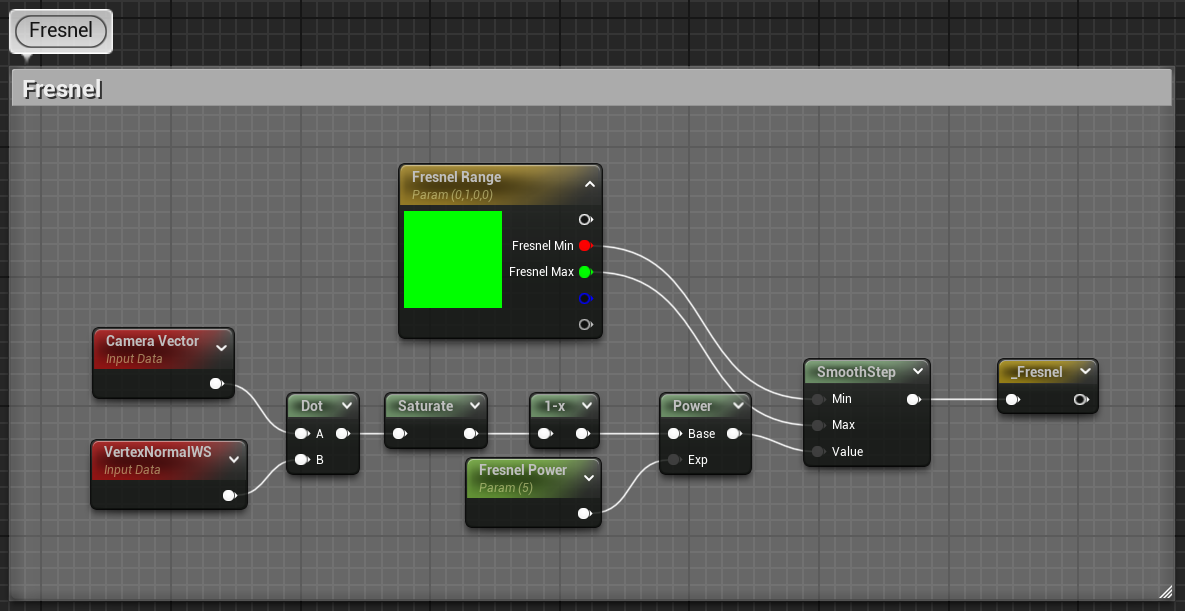 Fresnel
Fresnel
Fresnel Range
Param (0,1,0,0)
Fresnel Min
Fresnel Max
Camera Vector
Input Data
VertexNormalWS
Input Data
Dot
A
B
Saturate
1-x
Fresnel Power
Param (5)
Power
Base
Exp
SmoothStep
Min
Max
Value
_Fresnel